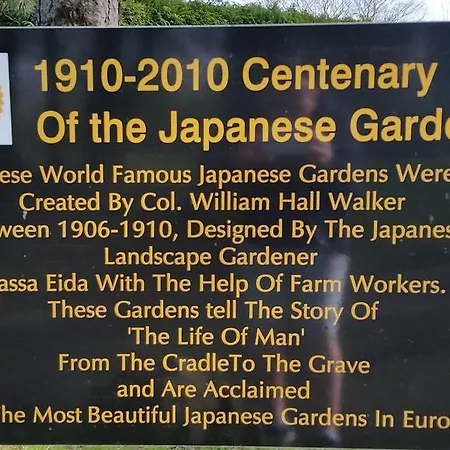 1910-2010 Centenary
Of the Japanese Garde
ese World Famous Japanese Gardens Were
Created By Col. William Hall Walker
ween 1906-1910, Designed By The Japanes
Landscape Gardener
assa Eida With The Help Of Farm Workers.
These Gardens tell The Story Of
'The Life Of Man'
From The CradleTo The Grave
and Are Acclaimed
The Most Beautiful Japanese Gardens In Euro